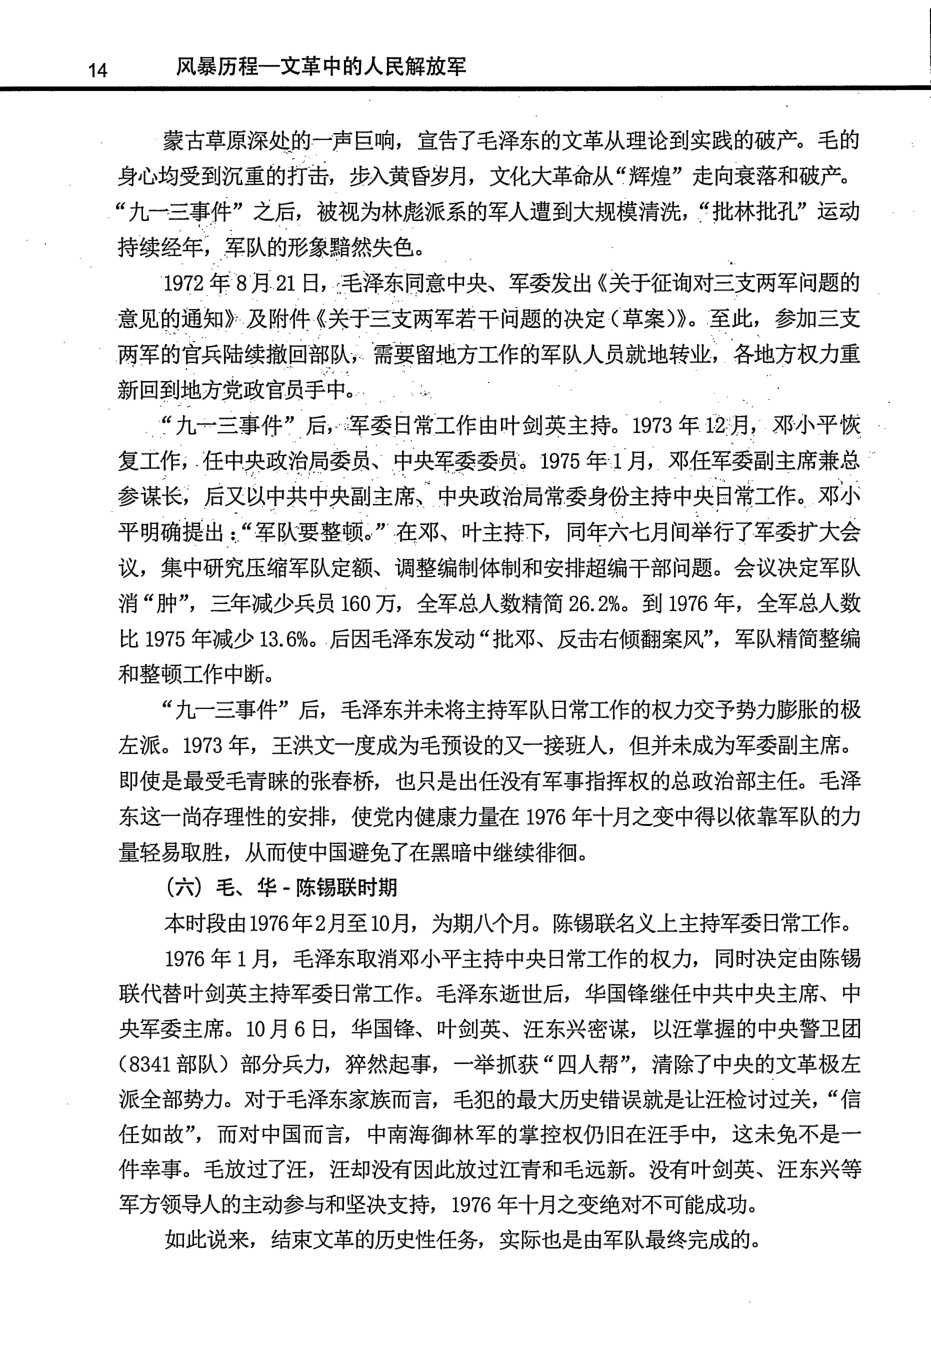 14 风暴历程—文革中的人民解放军
蒙古草原深处的一声巨响，宣告了毛泽东的文革从理论到实践的破产。毛的
身心均受到沉重的打击，步入黄昏岁月，文化大革命从“辉煌”走向衰落和破产。
“九一三事件”之后，被视为林彪派系的军人遭到大规模清洗，“批林批孔”运动
持续经年，军队的形象黯然失色。
1972 年 8 月 21 日，毛泽东同意中央、军委发出《关于征询对三支两军问题的
意见的通知》及附件《关于三支两军若干问题的决定（草案）》。至此，参加三支
两军的官兵陆续撤回部队，需要留地方工作的军队人员就地转业，各地方权力重
新回到地方党政官员手中。
“九一三事件”后，军委日常工作由叶剑英主持。1973 年 12 月，邓小平恢
复工作，任中央政治局委员、中央军委委员。1975 年 1 月，邓任军委副主席兼总
参谋长，后又以中共中央副主席、中央政治局常委身份主持中央日常工作。邓小
平明确提出：“军队要整顿。”在邓、叶主持下，同年六七月间举行了军委扩大会
议，集中研究压缩军队定额、调整编制体制和安排超编干部问题。会议决定军队
消“肿”，三年减少兵员 160 万，全军总人数精简 26.2%。到 1976 年，全军总人数
比 1975 年减少 13.6%。后因毛泽东发动“批邓、反击右倾翻案风”，军队精简整编
和整顿工作中断。
“九一三事件”后，毛泽东并未将主持军队日常工作的权力交予势力膨胀的极
左派。1973 年，王洪文一度成为毛预设的又一接班人，但并未成为军委副主席。
即使是最受毛青睐的张春桥，也只是出任没有军事指挥权的总政治部主任。毛泽
东这一尚存理性的安排，使党内健康力量在 1976 年十月之变中得以依靠军队的力
量轻易取胜，从而使中国避免了在黑暗中继续徘徊。
（六）毛、华 - 陈锡联时期
本时段由1976年2月至10月，为期八个月。陈锡联名义上主持军委日常工作。
1976 年 1 月，毛泽东取消邓小平主持中央日常工作的权力，同时决定由陈锡
联代替叶剑英主持军委日常工作。毛泽东逝世后，华国锋继任中共中央主席、中
央军委主席。10 月 6 日，华国锋、叶剑英、汪东兴密谋，以汪掌握的中央警卫团
（8341 部队）部分兵力，猝然起事，一举抓获“四人帮”，清除了中央的文革极左
派全部势力。对于毛泽东家族而言，毛犯的最大历史错误就是让汪检讨过关，“信
任如故”，而对中国而言，中南海御林军的掌控权仍旧在汪手中，这未免不是一
件幸事。毛放过了汪，汪却没有因此放过江青和毛远新。没有叶剑英、汪东兴等
军方领导人的主动参与和坚决支持，1976 年十月之变绝对不可能成功。
如此说来，结束文革的历史性任务，实际也是由军队最终完成的。